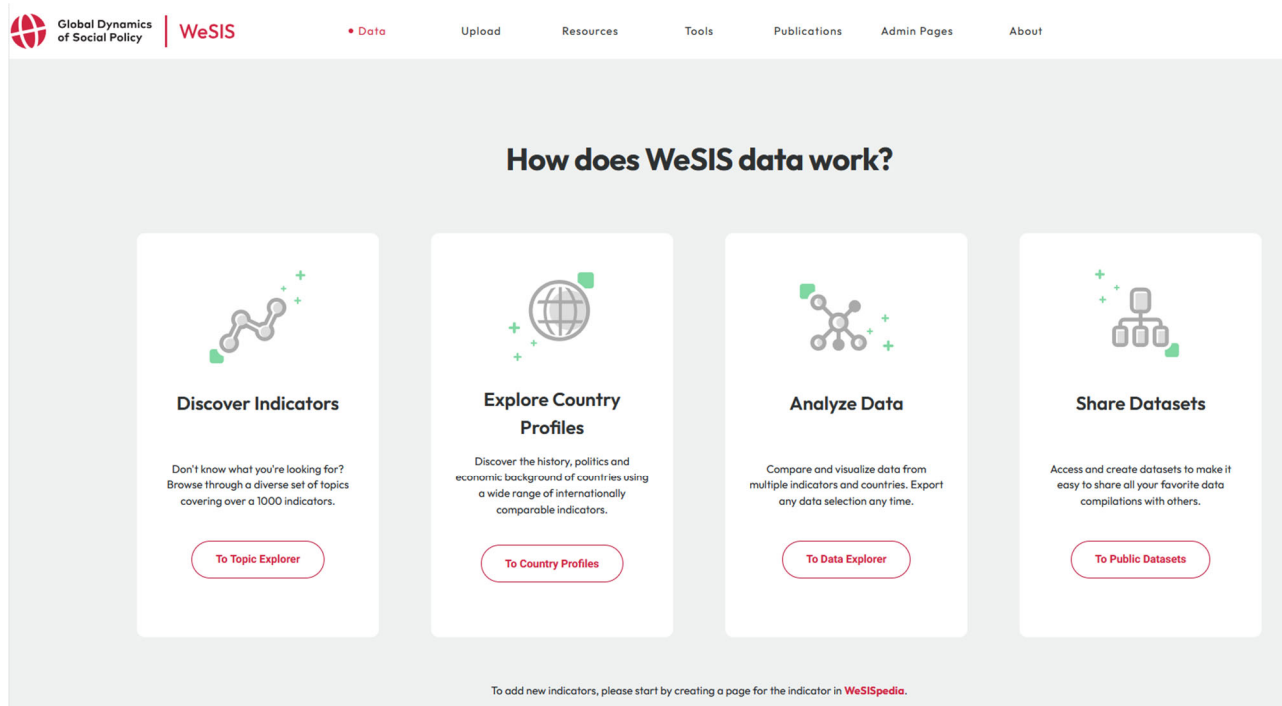 Global Dynamics
of Social Policy
WeSIS
Data
Upload
Resources
Tools
Publications
Admin Pages
About
How does WeSIS data work?
Discover Indicators
Don't know what you're looking for?
Browse through a diverse set of topics
covering over a 1000 indicators.
To Topic Explorer
Explore Country
Profiles
Discover the history, politics and
economic background of countries using
a wide range of internationally
comparable indicators.
To Country Profiles
Analyze Data
Compare and visualize data from
multiple indicators and countries. Export
any data selection any time.
To Data Explorer
Share Datasets
Access and create datasets to make it
easy to share all your favorite data
compilations with others.
To Public Datasets
To add new indicators, please start by creating a page for the indicator in WeSISpedia.